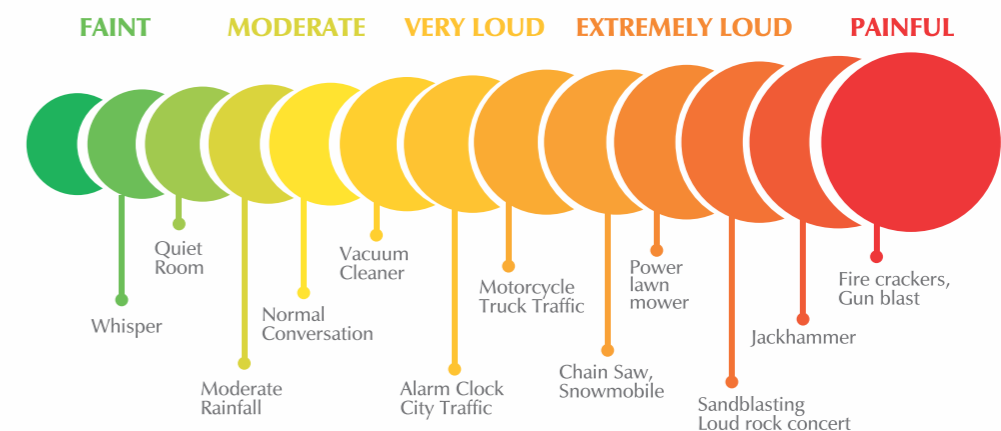 FAINT
MODERATE
VERY LOUD
EXTREMELY LOUD
PAINFUL
Whisper
Quiet
Room
Moderate
Rainfall
Normal
Conversation
Vacuum
Cleaner
Alarm Clock
City Traffic
Motorcycle
Truck Traffic
Chain Saw,
Snowmobile
Power
lawn
mower
Sandblasting
Loud rock concert
Jackhammer
Fire crackers,
Gun blast